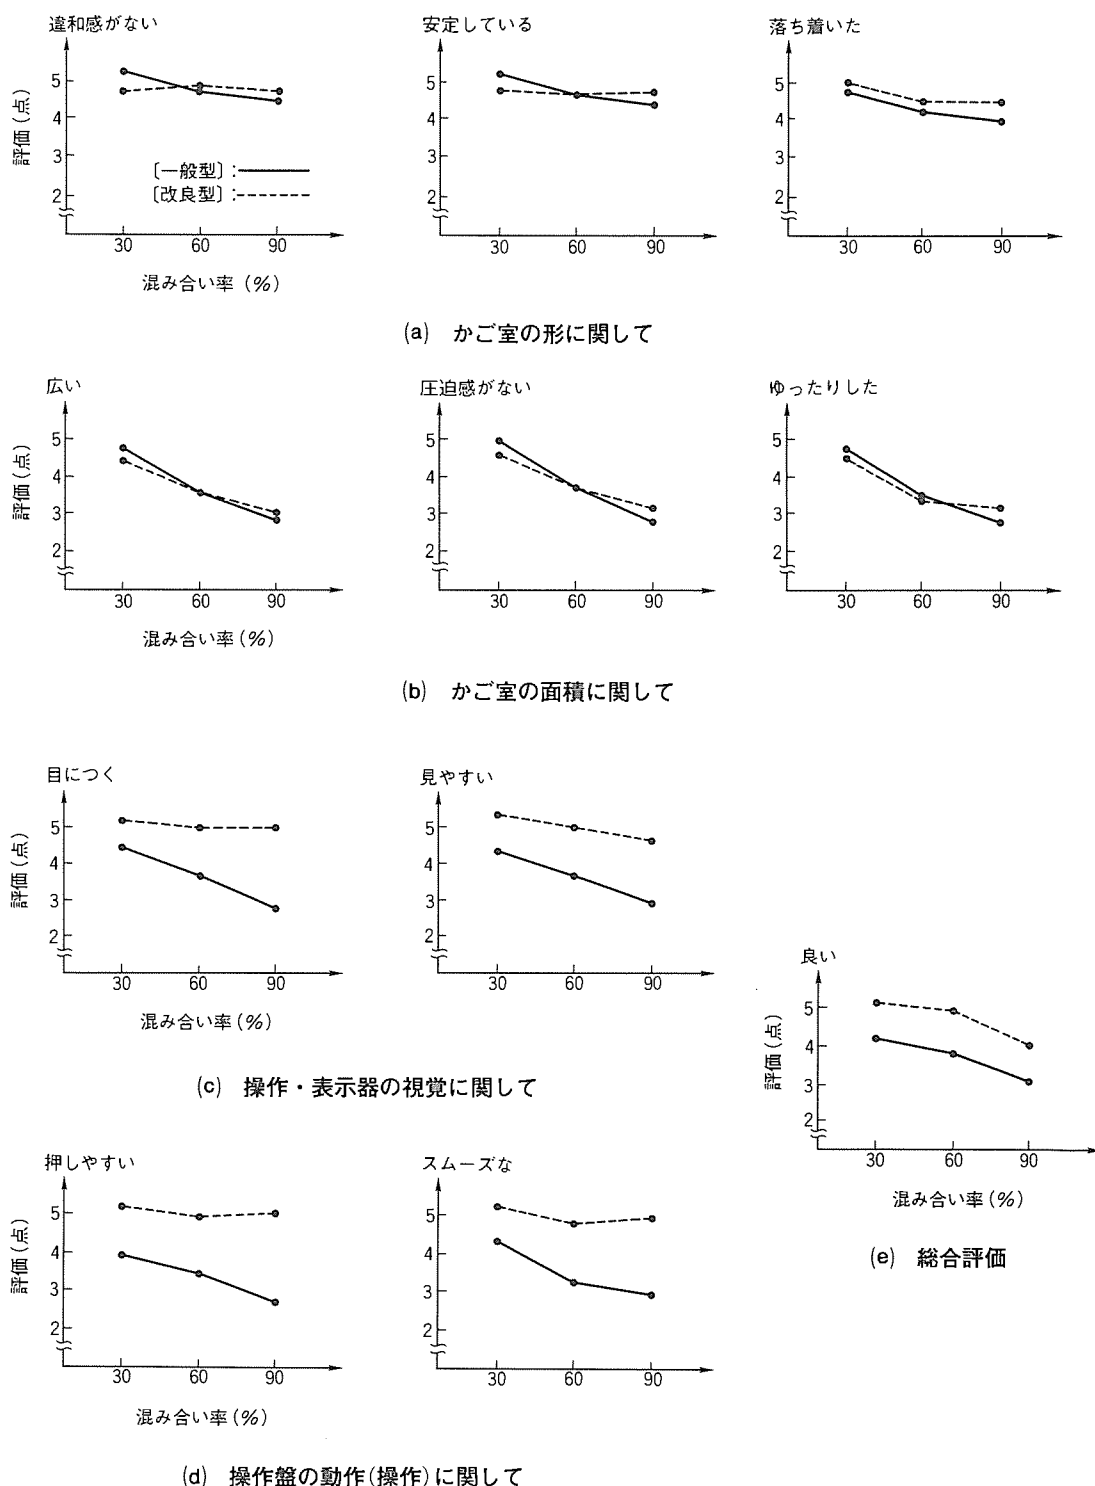 違和感がない
安定している
落ち着いた
評価(点)
5
4
3
2
〔一般型〕:
〔改良型〕:
30 60 90
混み合い率(%)
5
4
3
2
30 60 90
5
4
3
2
30 60 90
(a) かご室の形に関して
広い
圧迫感がない
ゆったりした
評価(点)
5
4
3
2
30 60 90
混み合い率(%)
5
4
3
2
30 60 90
5
4
3
2
30 60 90
(b) かご室の面積に関して
目につく
見やすい
評価(点)
5
4
3
2
30 60 90
混み合い率(%)
5
4
3
2
30 60 90
(c) 操作・表示器の視覚に関して
良い
評価(点)
5
4
3
2
30 60 90
混み合い率(%)
(e) 総合評価
押しやすい
スムーズな
評価(点)
5
4
3
2
30 60 90
混み合い率(%)
5
4
3
2
30 60 90
(d) 操作盤の動作(操作)に関して